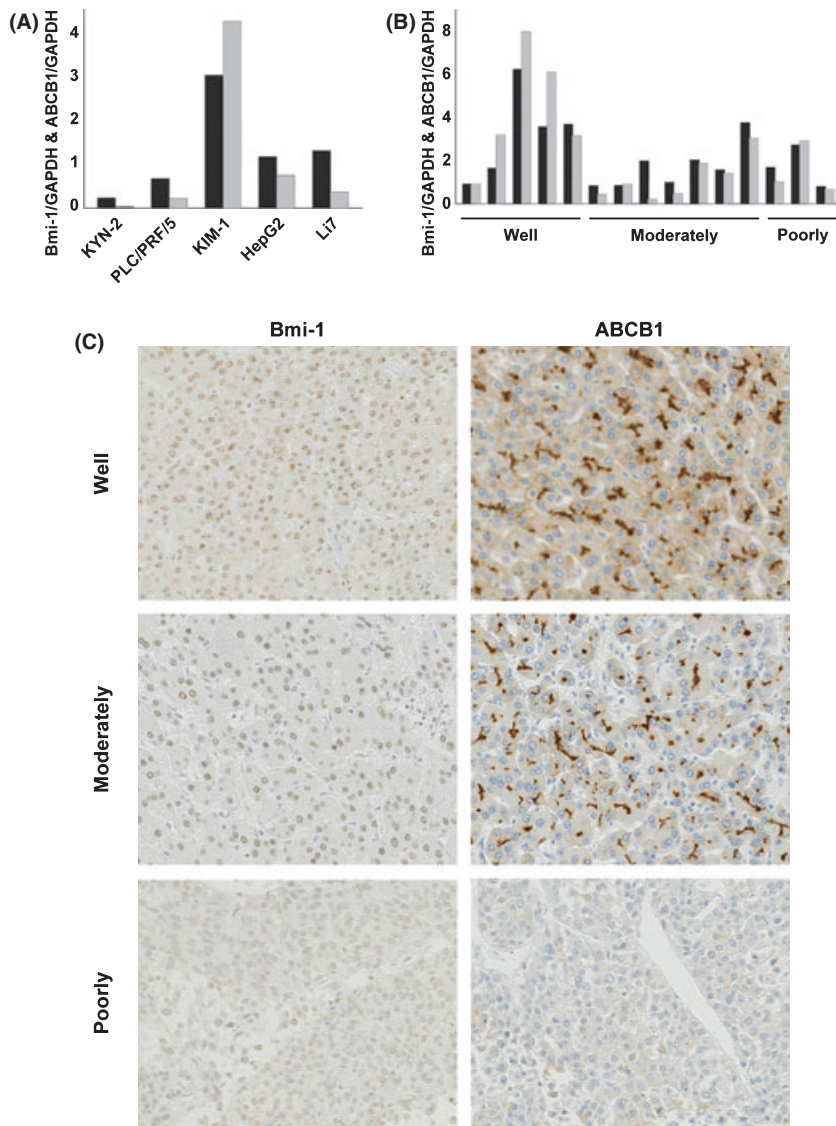 (A)
Bmi-1/GAPDH & ABCB1/GAPDH
4
3
2
1
0
KYN-2
PLC/PRF/5
KIM-1
HepG2
Li7
(B)
Bmi-1/GAPDH & ABCB1/GAPDH
8
6
4
2
0
Well
Moderately
Poorly
(C)
Bmi-1
ABCB1
Well
Moderately
Poorly